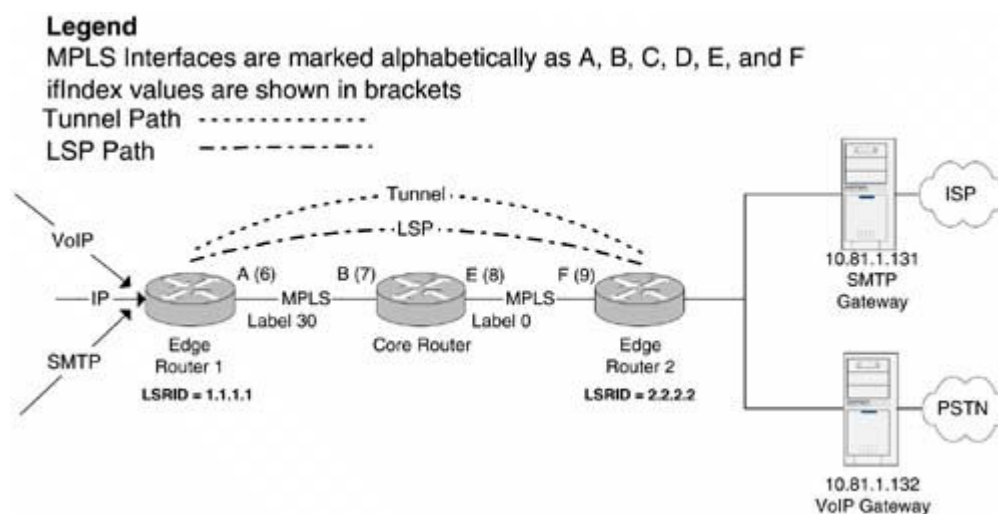 Legend
MPLS Interfaces are marked alphabetically as A, B, C, D, E, and F
ifIndex values are shown in brackets
Tunnel Path
LSP Path
Tunnel
LSP
VoIP
IP
SMTP
A (6)
B (7)
E (8)
F (9)
MPLS
MPLS
Label 30
Label 0
Edge
Router 1
LSRID = 1.1.1.1
Core Router
Edge
Router 2
LSRID = 2.2.2.2
ISP
10.81.1.131
SMTP
Gateway
PSTN
10.81.1.132
VoIP Gateway